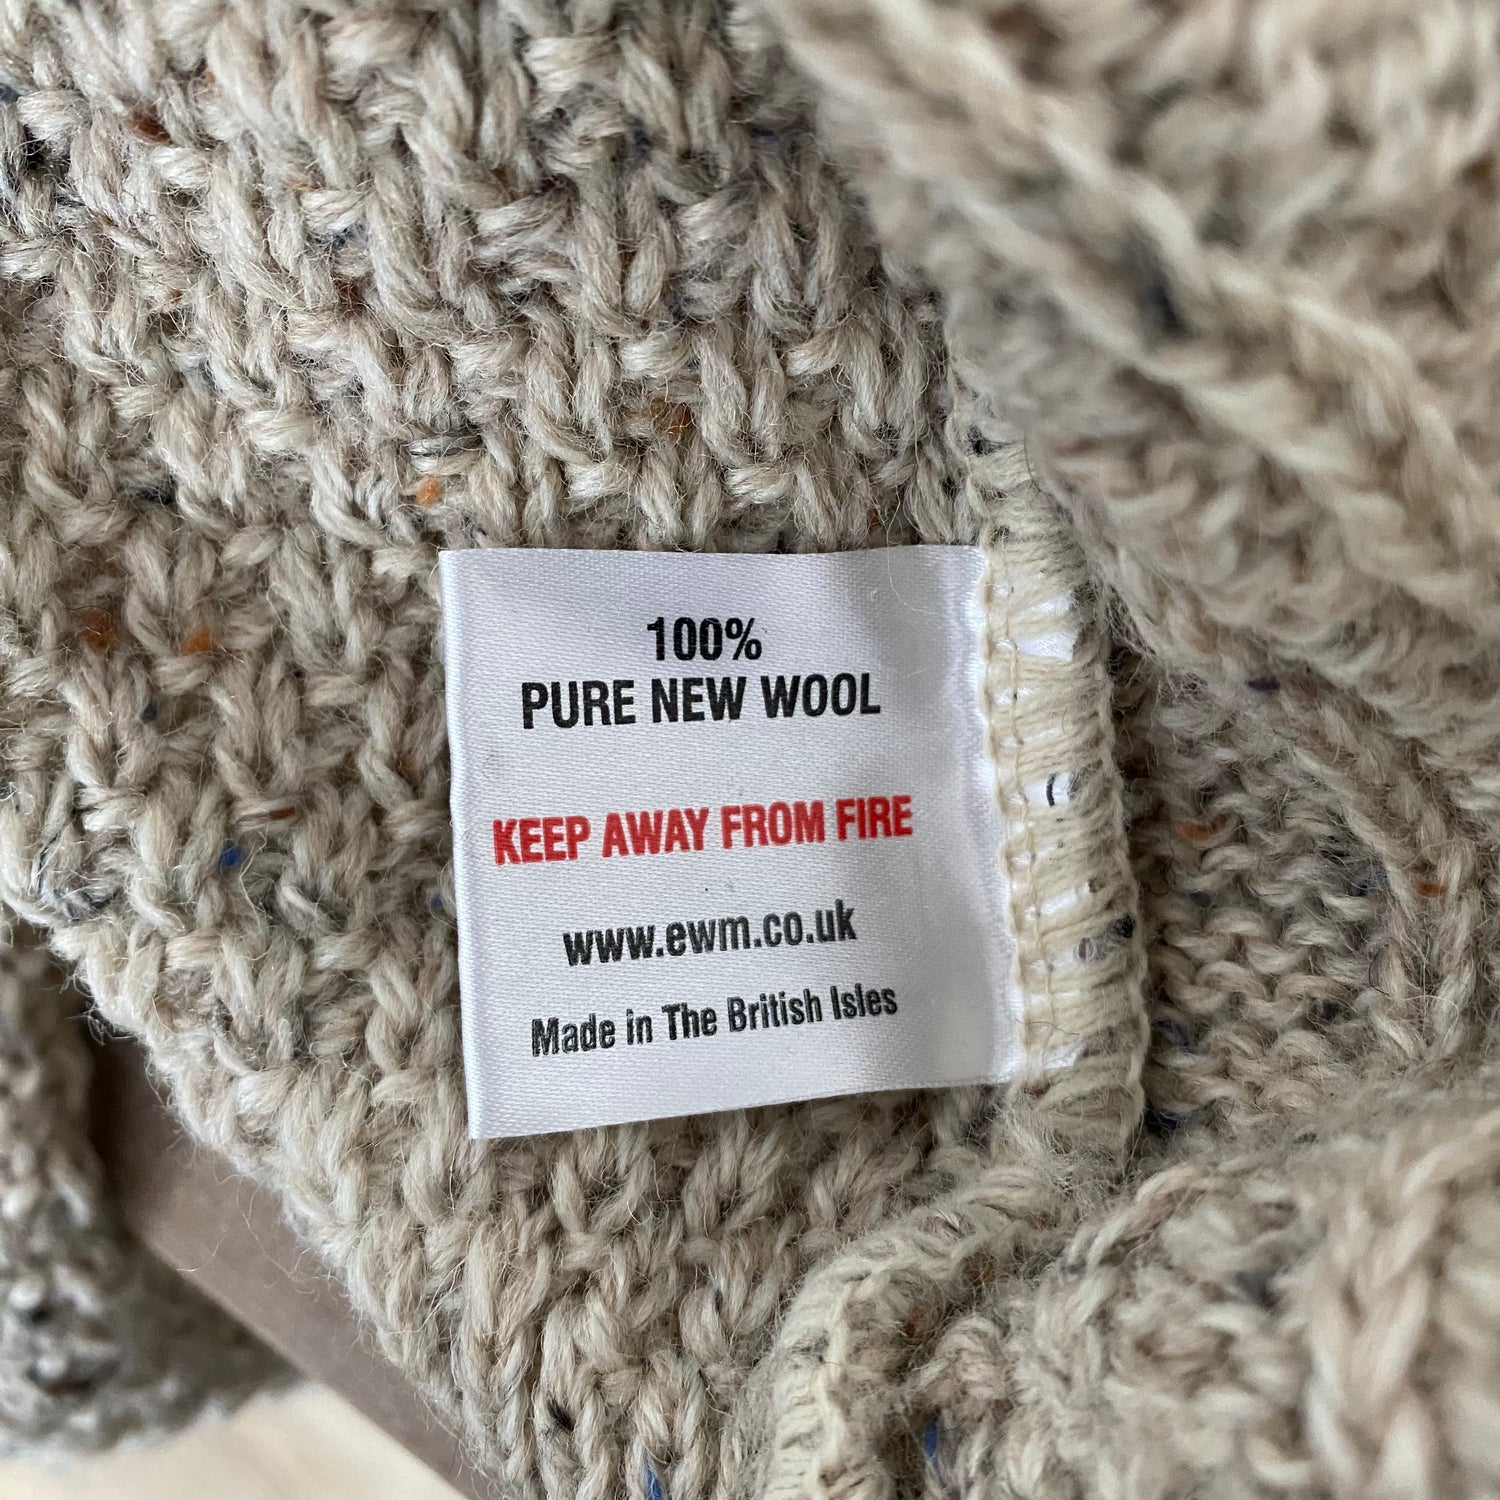 100%
PURE NEW WOOL
KEEP AWAY FROM FIRE
www.ewm.co.uk
Made in The British Isles